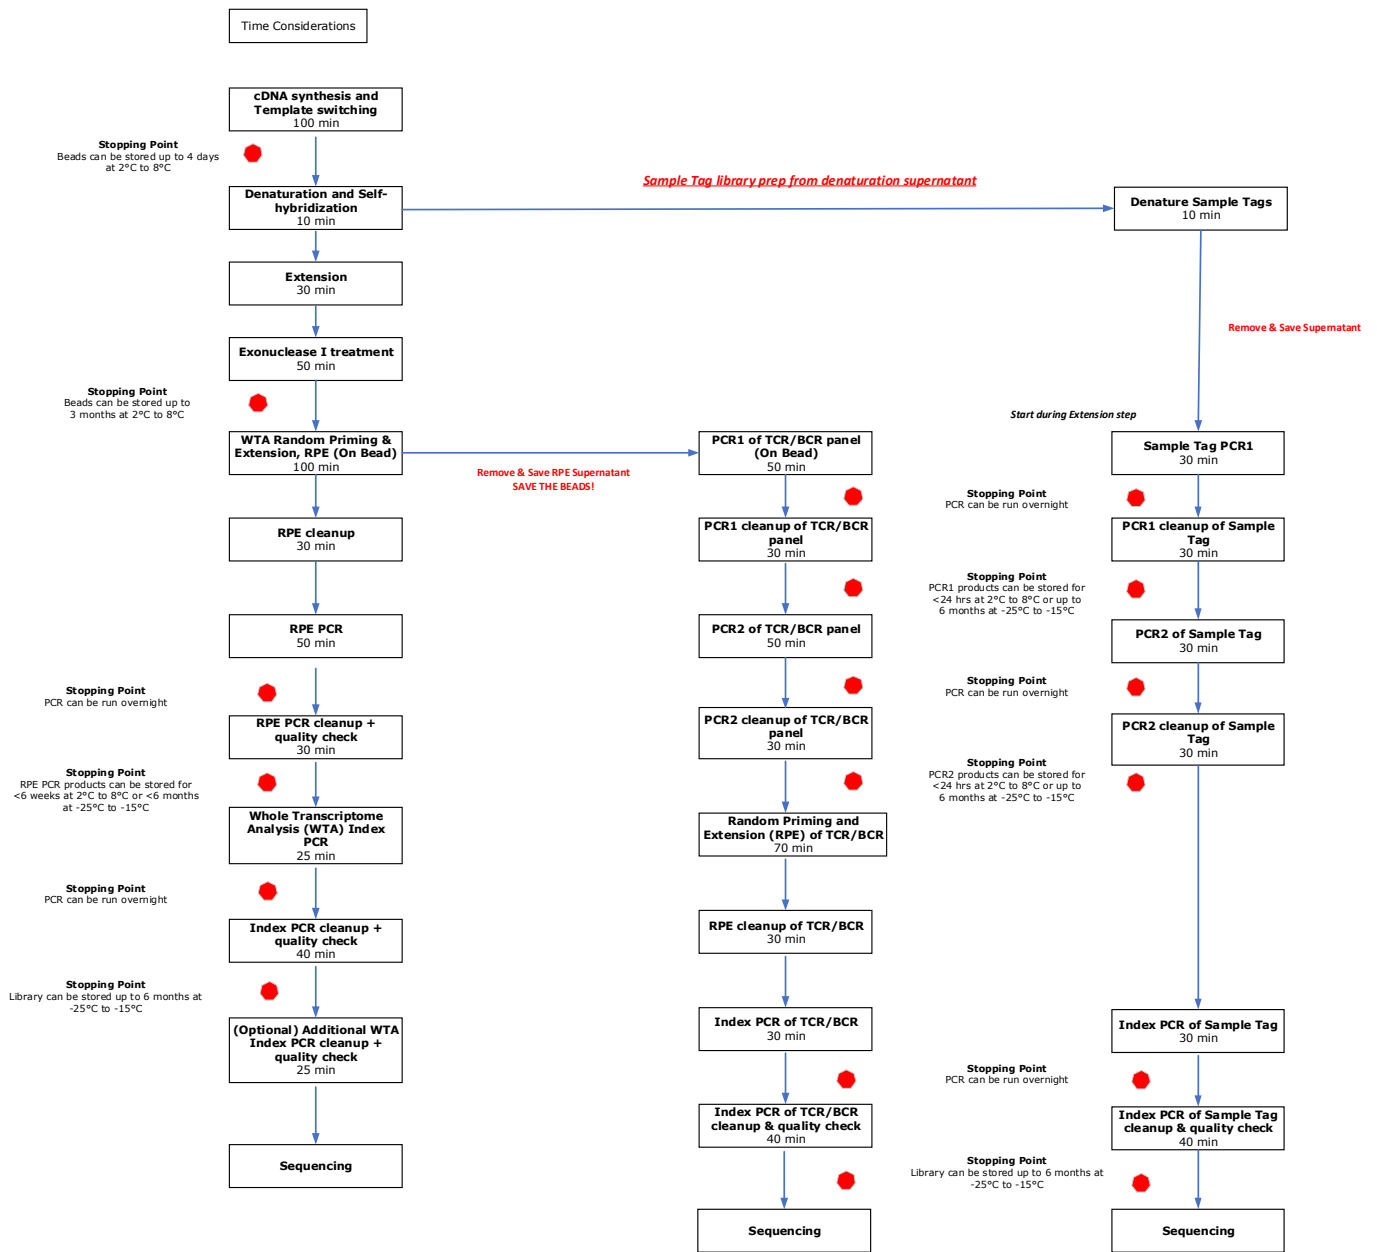 Time Considerations
cDNA synthesis and
Template switching
100 min
Stopping Point
Beads can be stored up to 4 days
at 2°C to 8°C
Denaturation and Self-
hybridization
10 min
Sample Tag library prep from denaturation supernatant
Denature Sample Tags
10 min
Extension
30 min
Remove & Save Supernatant
Exonuclease I treatment
50 min
Stopping Point
Beads can be stored up to
3 months at 2°C to 8°C
Start during Extension step
WTA Random Priming &
Extension, RPE (On Bead)
100 min
Remove & Save RPE Supernatant
SAVE THE BEADS!
PCR1 of TCR/BCR panel
(On Bead)
50 min
Sample Tag PCR1
30 min
Stopping Point
PCR can be run overnight
RPE cleanup
30 min
PCR1 cleanup of TCR/BCR
panel
30 min
PCR1 cleanup of Sample
Tag
30 min
Stopping Point
PCR1 products can be stored for
<24 hrs at 2°C to 8°C or up to
6 months at -25°C to -15°C
RPE PCR
50 min
PCR2 of TCR/BCR panel
50 min
PCR2 of Sample Tag
30 min
Stopping Point
PCR can be run overnight
Stopping Point
PCR can be run overnight
RPE PCR cleanup +
quality check
30 min
PCR2 cleanup of TCR/BCR
panel
30 min
PCR2 cleanup of Sample
Tag
30 min
Stopping Point
RPE PCR products can be stored for
<6 weeks at 2°C to 8°C or <6 months
at -25°C to -15°C
Stopping Point
PCR2 products can be stored for
<24 hrs at 2°C to 8°C or up to
6 months at -25°C to -15°C
Whole Transcriptome
Analysis (WTA) Index
PCR
25 min
Random Priming and
Extension (RPE) of TCR/BCR
70 min
Stopping Point
PCR can be run overnight
Index PCR cleanup +
quality check
40 min
RPE cleanup of TCR/BCR
30 min
Stopping Point
Library can be stored up to 6 months at
-25°C to -15°C
(Optional) Additional WTA
Index PCR cleanup +
quality check
25 min
Index PCR of TCR/BCR
30 min
Index PCR of Sample Tag
30 min
Stopping Point
PCR can be run overnight
Index PCR of TCR/BCR
cleanup & quality check
40 min
Index PCR of Sample Tag
cleanup & quality check
40 min
Sequencing
Stopping Point
Library can be stored up to 6 months at
-25°C to -15°C
Sequencing
Sequencing